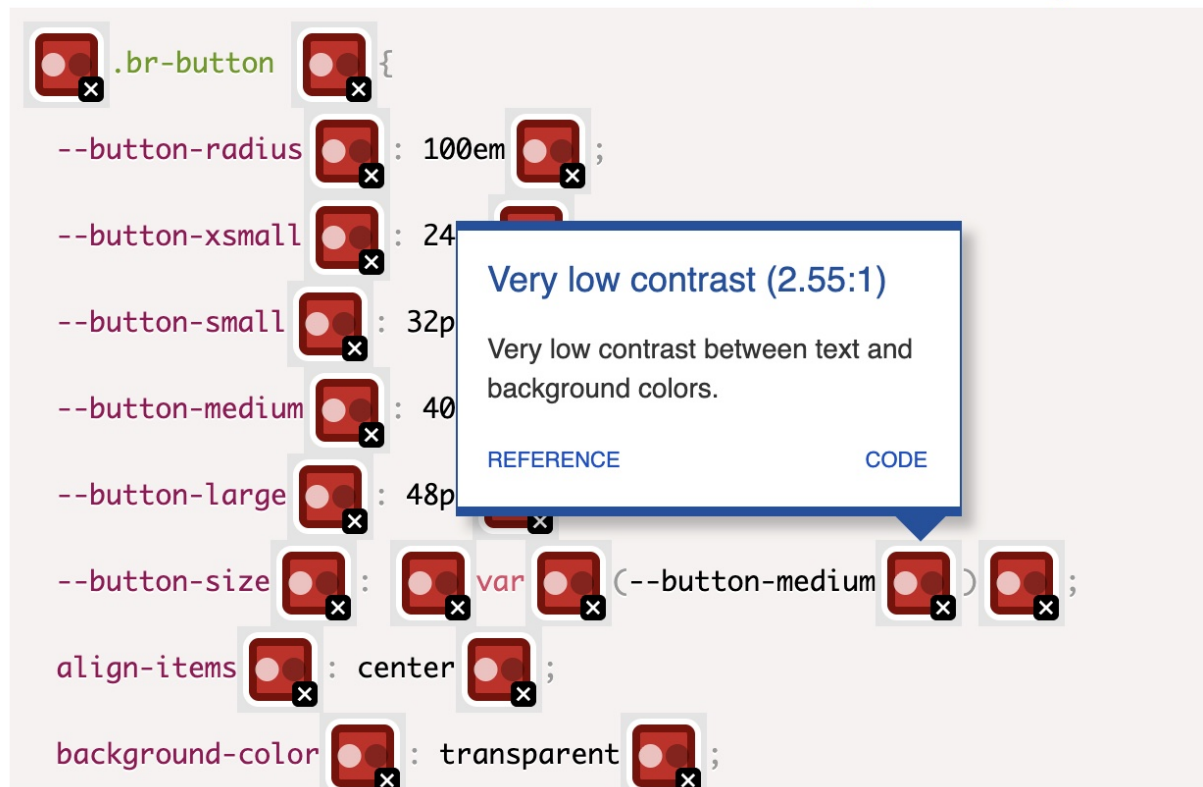 .br-button {
--button-radius: 100em;
--button-xsmall: 24
--button-small: 32p
--button-medium: 40
--button-large: 48p
--button-size: var(--button-medium);
align-items: center;
background-color: transparent;
Very low contrast (2.55:1)
Very low contrast between text and
background colors.
REFERENCE CODE